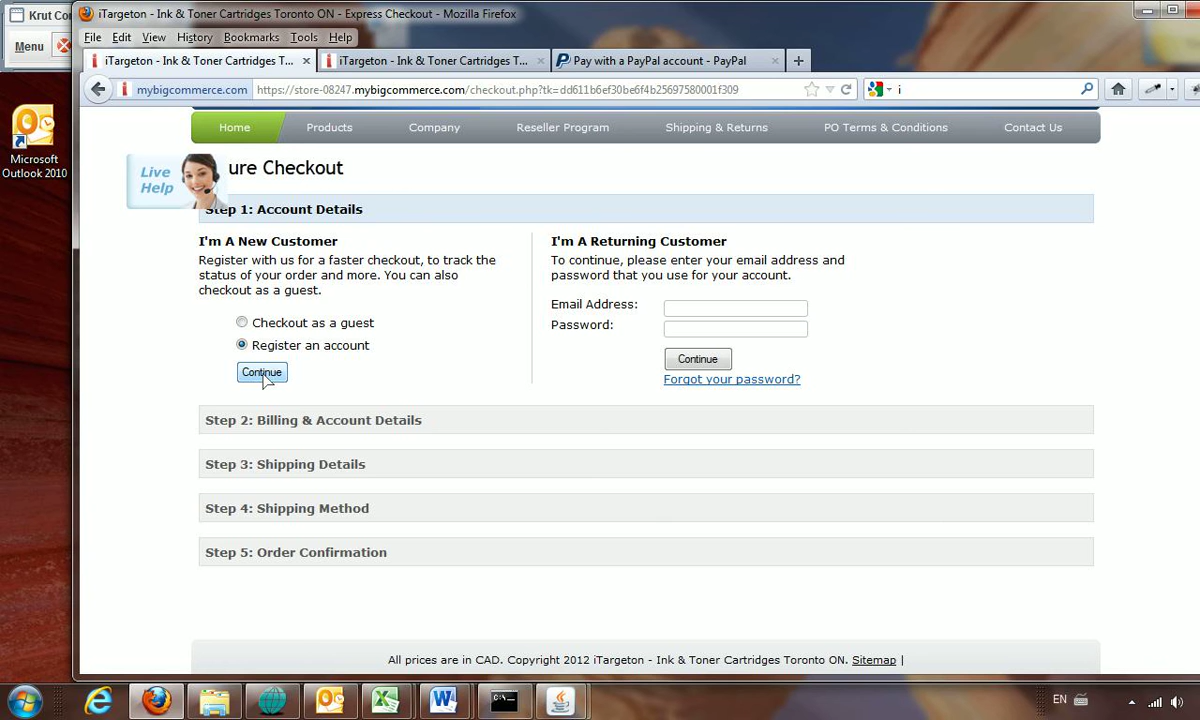 Krut Co
iTargeton - Ink & Toner Cartridges Toronto ON - Express Checkout - Mozilla Firefox
Menu
File Edit View History Bookmarks Tools Help
iTargeton - Ink & Toner Cartridges T...
iTargeton - Ink & Toner Cartridges T...
Pay with a PayPal account - PayPal
mybigcommerce.com
https://store-08247.mybigcommerce.com/checkout.php?tk=dd611b6ef30be6f4b25697580001f309
i
Home Products Company Reseller Program Shipping & Returns PO Terms & Conditions Contact Us
Microsoft
Outlook 2010
Live
Help
ure Checkout
Step 1: Account Details
I'm A New Customer
Register with us for a faster checkout, to track the
status of your order and more. You can also
checkout as a guest.
Checkout as a guest
Register an account
Continue
I'm A Returning Customer
To continue, please enter your email address and
password that you use for your account.
Email Address:
Password:
Continue
Forgot your password?
Step 2: Billing & Account Details
Step 3: Shipping Details
Step 4: Shipping Method
Step 5: Order Confirmation
All prices are in CAD. Copyright 2012 iTargeton - Ink & Toner Cartridges Toronto ON. Sitemap |
EN